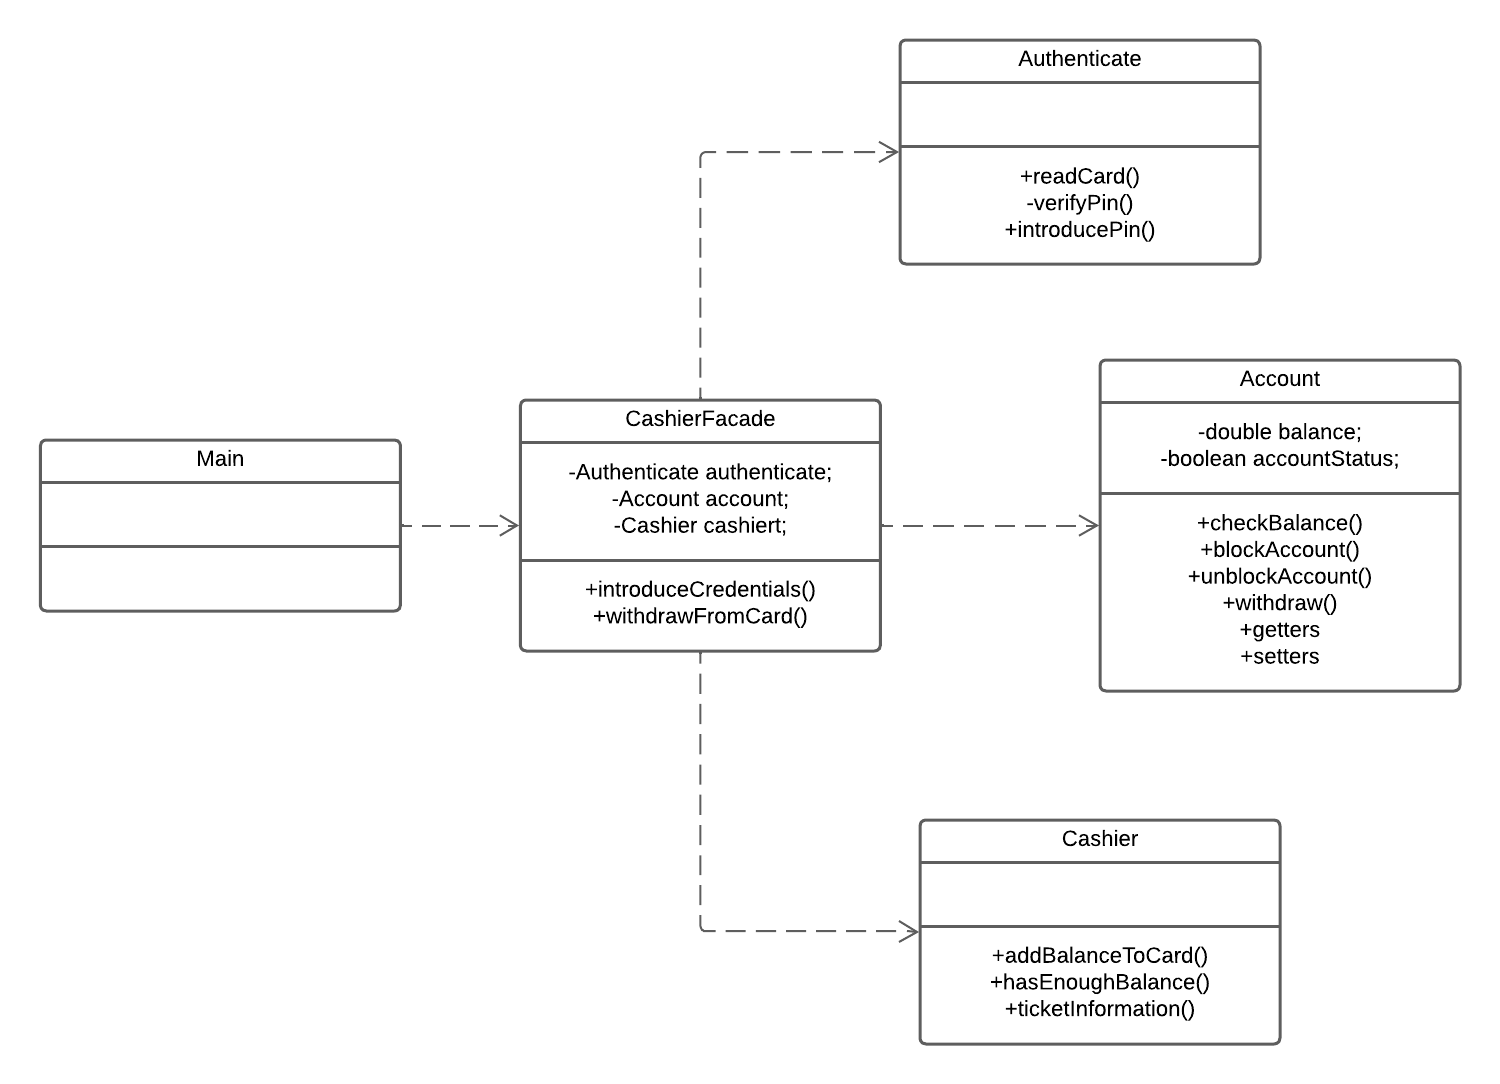 Authenticate
+readCard()
-verifyPin()
+introducePin()
Main
CashierFacade
-Authenticate authenticate;
-Account account;
-Cashier cashiert;
+introduceCredentials()
+withdrawFromCard()
Account
-double balance;
-boolean accountStatus;
+checkBalance()
+blockAccount()
+unblockAccount()
+withdraw()
+getters
+setters
Cashier
+addBalanceToCard()
+hasEnoughBalance()
+ticketInformation()